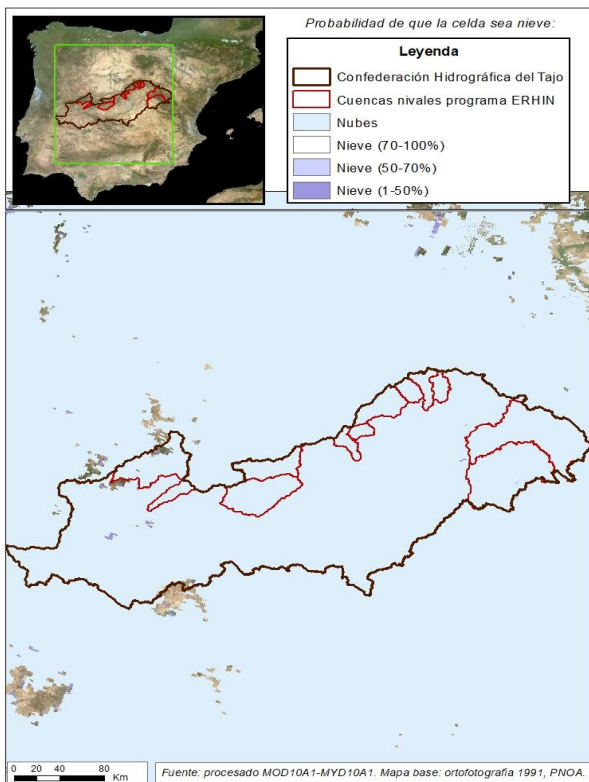 Probabilidad de que la celda sea nieve:
Leyenda
Confederación Hidrográfica del Tajo
Cuencas nivales programa ERHIN
Nubes
Nieve (70-100%)
Nieve (50-70%)
Nieve (1-50%)
0 20 40 80
Km
Fuente: procesado MOD10A1-MYD10A1. Mapa base: ortofotografía 1991, PNOA.